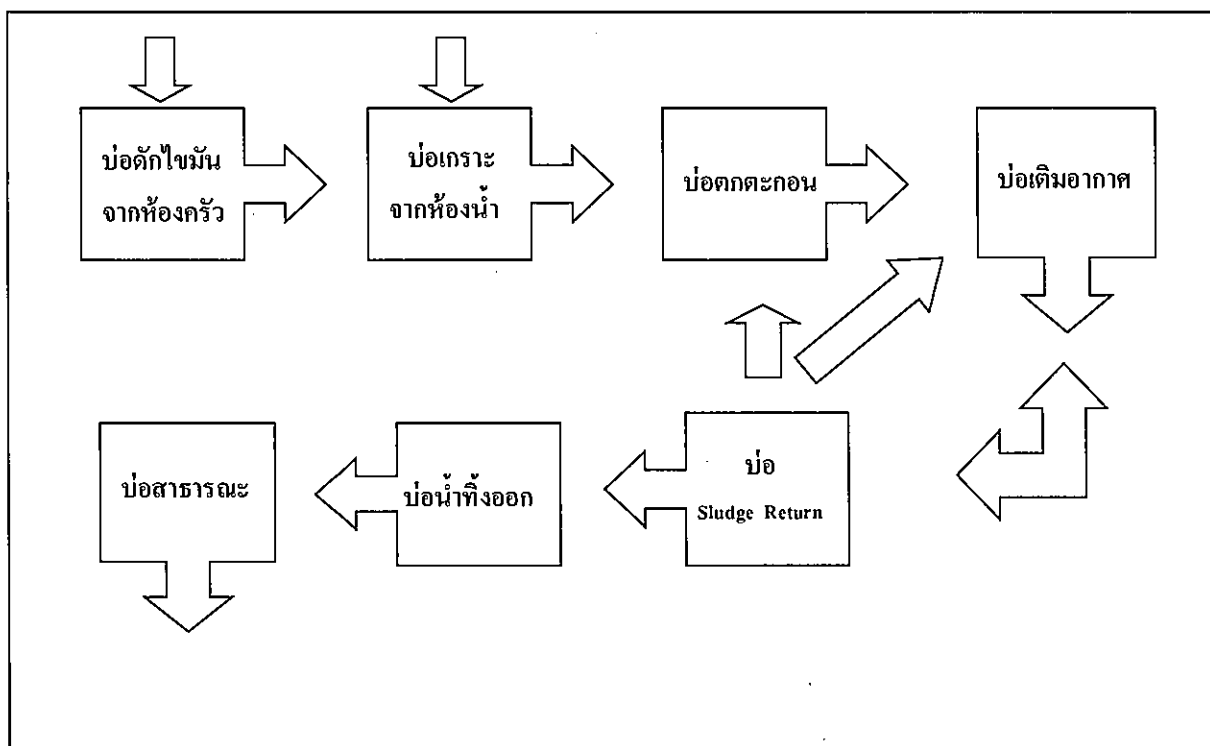 บ่อดักไขมัน
จากห้องครัว
บ่อเกราะ
จากห้องน้ำ
บ่อตกตะกอน
บ่อเติมอากาศ
บ่อสาธารณะ
บ่อน้ำทิ้งออก
บ่อ
Sludge Return